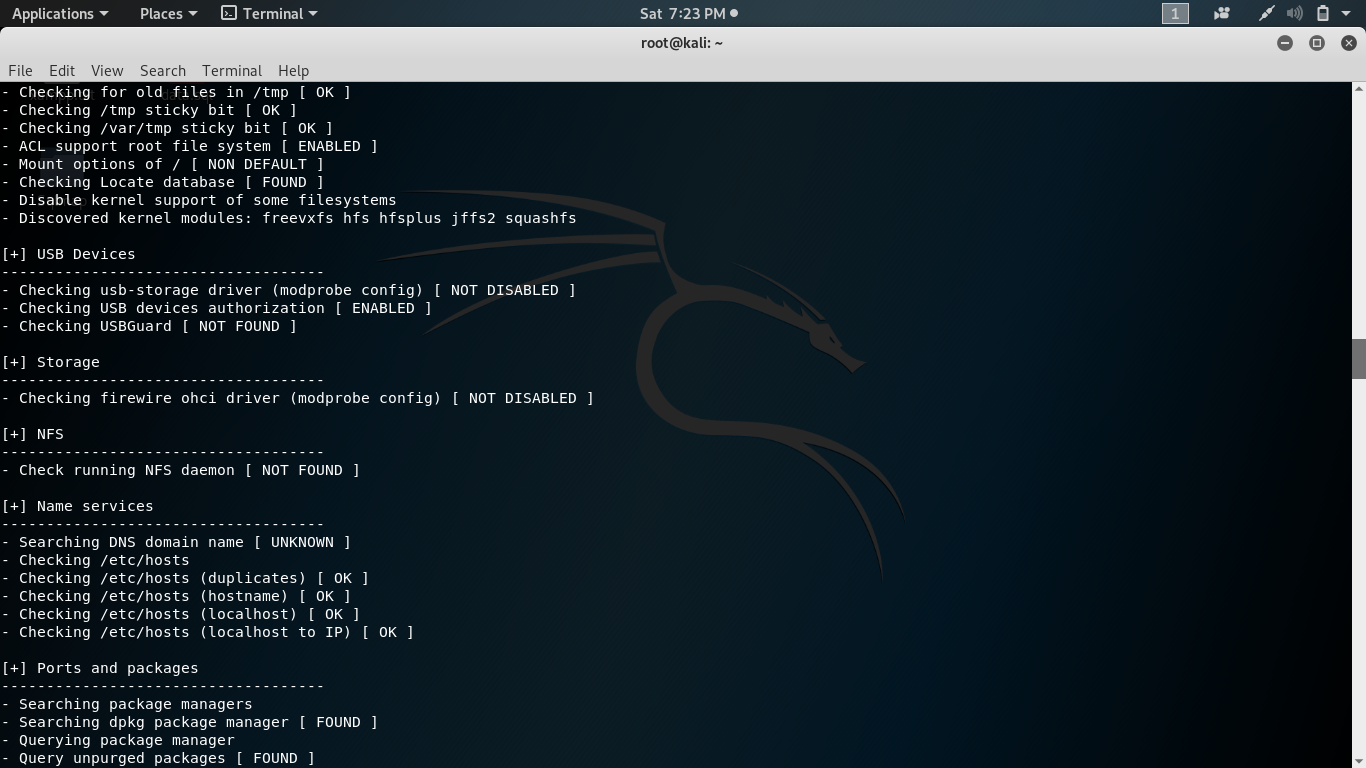 Applications Places Terminal Sat 7:23 PM 1
root@kali: ~
File Edit View Search Terminal Help
- Checking for old files in /tmp [ OK ]
- Checking /tmp sticky bit [ OK ]
- Checking /var/tmp sticky bit [ OK ]
- ACL support root file system [ ENABLED ]
- Mount options of / [ NON DEFAULT ]
- Checking Locate database [ FOUND ]
- Disable kernel support of some filesystems
- Discovered kernel modules: freevxfs hfs hfsplus jffs2 squashfs
[+] USB Devices
------------------------------------
- Checking usb-storage driver (modprobe config) [ NOT DISABLED ]
- Checking USB devices authorization [ ENABLED ]
- Checking USBGuard [ NOT FOUND ]
[+] Storage
------------------------------------
- Checking firewire ohci driver (modprobe config) [ NOT DISABLED ]
[+] NFS
------------------------------------
- Check running NFS daemon [ NOT FOUND ]
[+] Name services
------------------------------------
- Searching DNS domain name [ UNKNOWN ]
- Checking /etc/hosts
- Checking /etc/hosts (duplicates) [ OK ]
- Checking /etc/hosts (hostname) [ OK ]
- Checking /etc/hosts (localhost) [ OK ]
- Checking /etc/hosts (localhost to IP) [ OK ]
[+] Ports and packages
------------------------------------
- Searching package managers
- Searching dpkg package manager [ FOUND ]
- Querying package manager
- Query unpurged packages [ FOUND ]